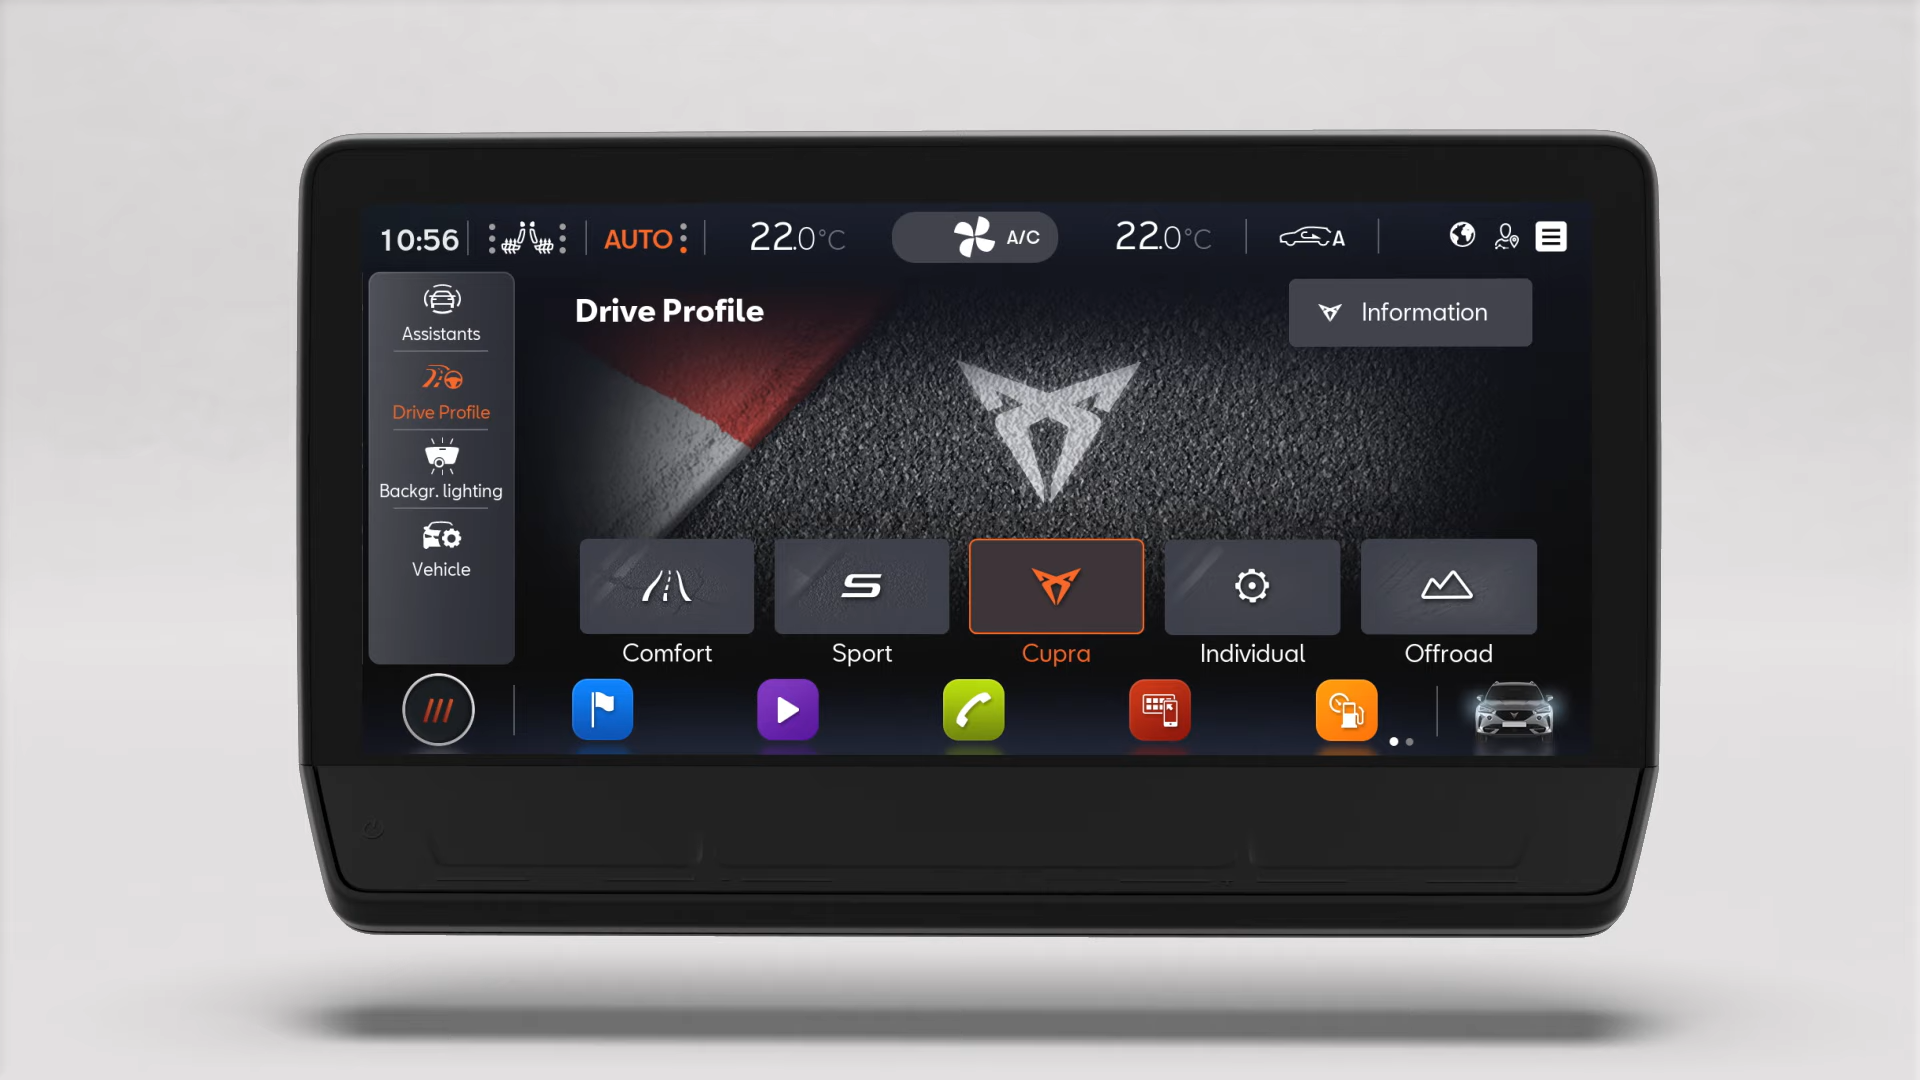 10:56
AUTO
22.0°C
A/C
22.0°C
A
Assistants
Drive Profile
Backgr. lighting
Vehicle
Drive Profile
Information
Comfort
Sport
Cupra
Individual
Offroad